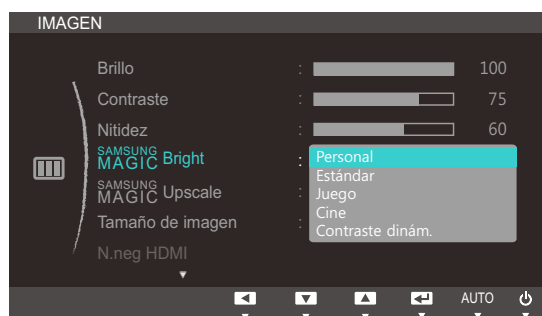 IMAGEN
Brillo : 100
Contraste : 75
Nitidez : 60
SAMSUNG MAGIC Bright : Personal
Estándar
SAMSUNG MAGIC Upscale : Juego
Cine
Tamaño de imagen : Contraste dinám.
N.neg HDMI
AUTO